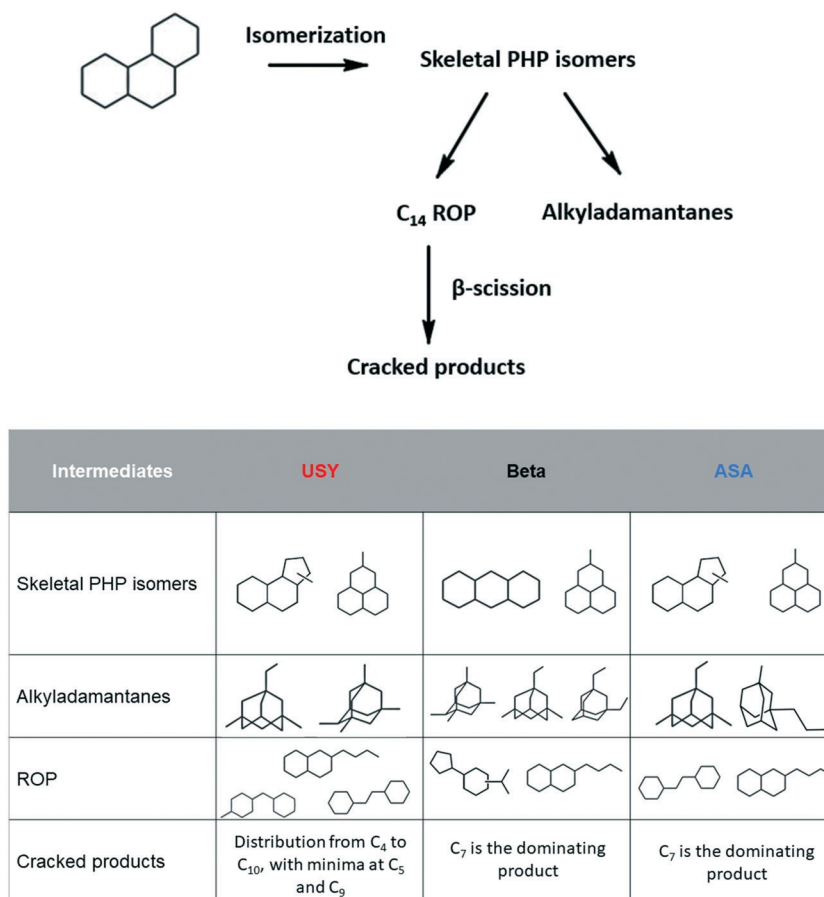 Isomerization
Skeletal PHP isomers
C₁₄ ROP
Alkyladamantanes
β-scission
Cracked products
Intermediates
USY
Beta
ASA
Skeletal PHP isomers
Alkyladamantanes
ROP
Cracked products
Distribution from C₄ to
C₁₀, with minima at C₅
and C₉
C₇ is the dominating
product
C₇ is the dominating
product